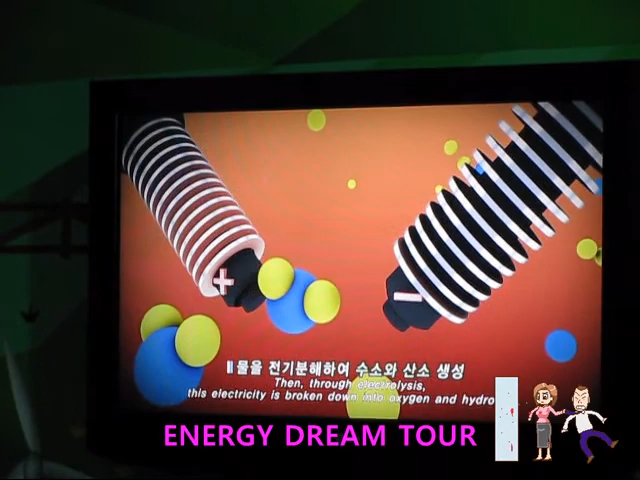 +
물을 전기분해하여 수소와 산소 생성
Then, through electrolysis,
this electricity is broken down into oxygen and hydro
ENERGY DREAM TOUR